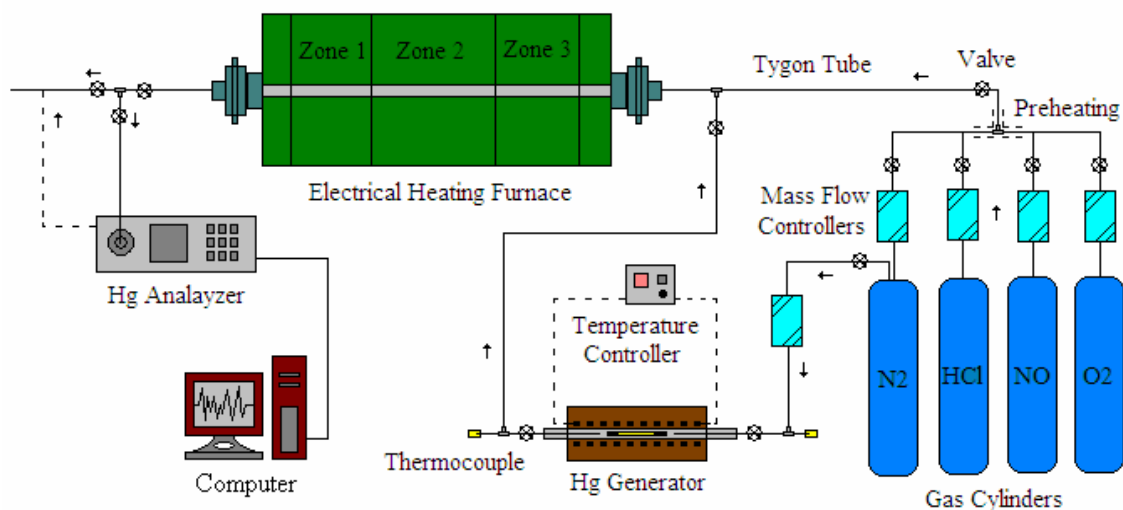 Zone 1
Zone 2
Zone 3
Tygon Tube
Valve
Preheating
Electrical Heating Furnace
Mass Flow
Controllers
Hg Analayzer
Temperature
Controller
N2
HCl
NO
O2
Thermocouple
Computer
Hg Generator
Gas Cylinders